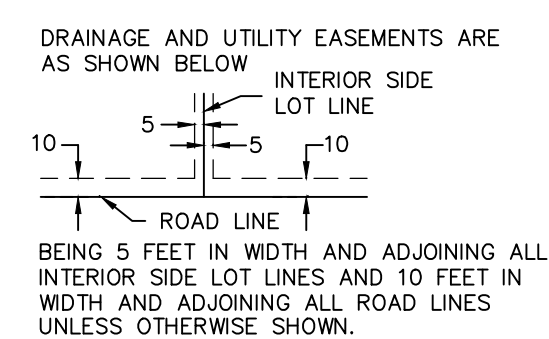 DRAINAGE AND UTILITY EASEMENTS ARE
AS SHOWN BELOW
INTERIOR SIDE
LOT LINE
5
10
5
10
ROAD LINE
BEING 5 FEET IN WIDTH AND ADJOINING ALL
INTERIOR SIDE LOT LINES AND 10 FEET IN
WIDTH AND ADJOINING ALL ROAD LINES
UNLESS OTHERWISE SHOWN.